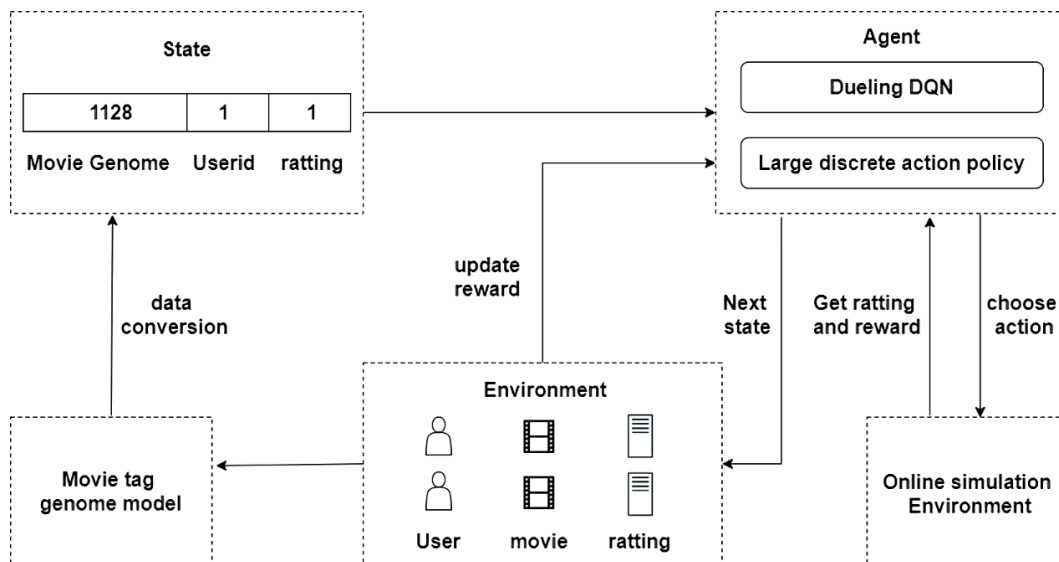 State
1128 1 1
Movie Genome Userid ratting
Agent
Dueling DQN
Large discrete action policy
data
conversion
update
reward
Next
state
Get ratting
and reward
choose
action
Movie tag
genome model
Environment
User movie ratting
Online simulation
Environment